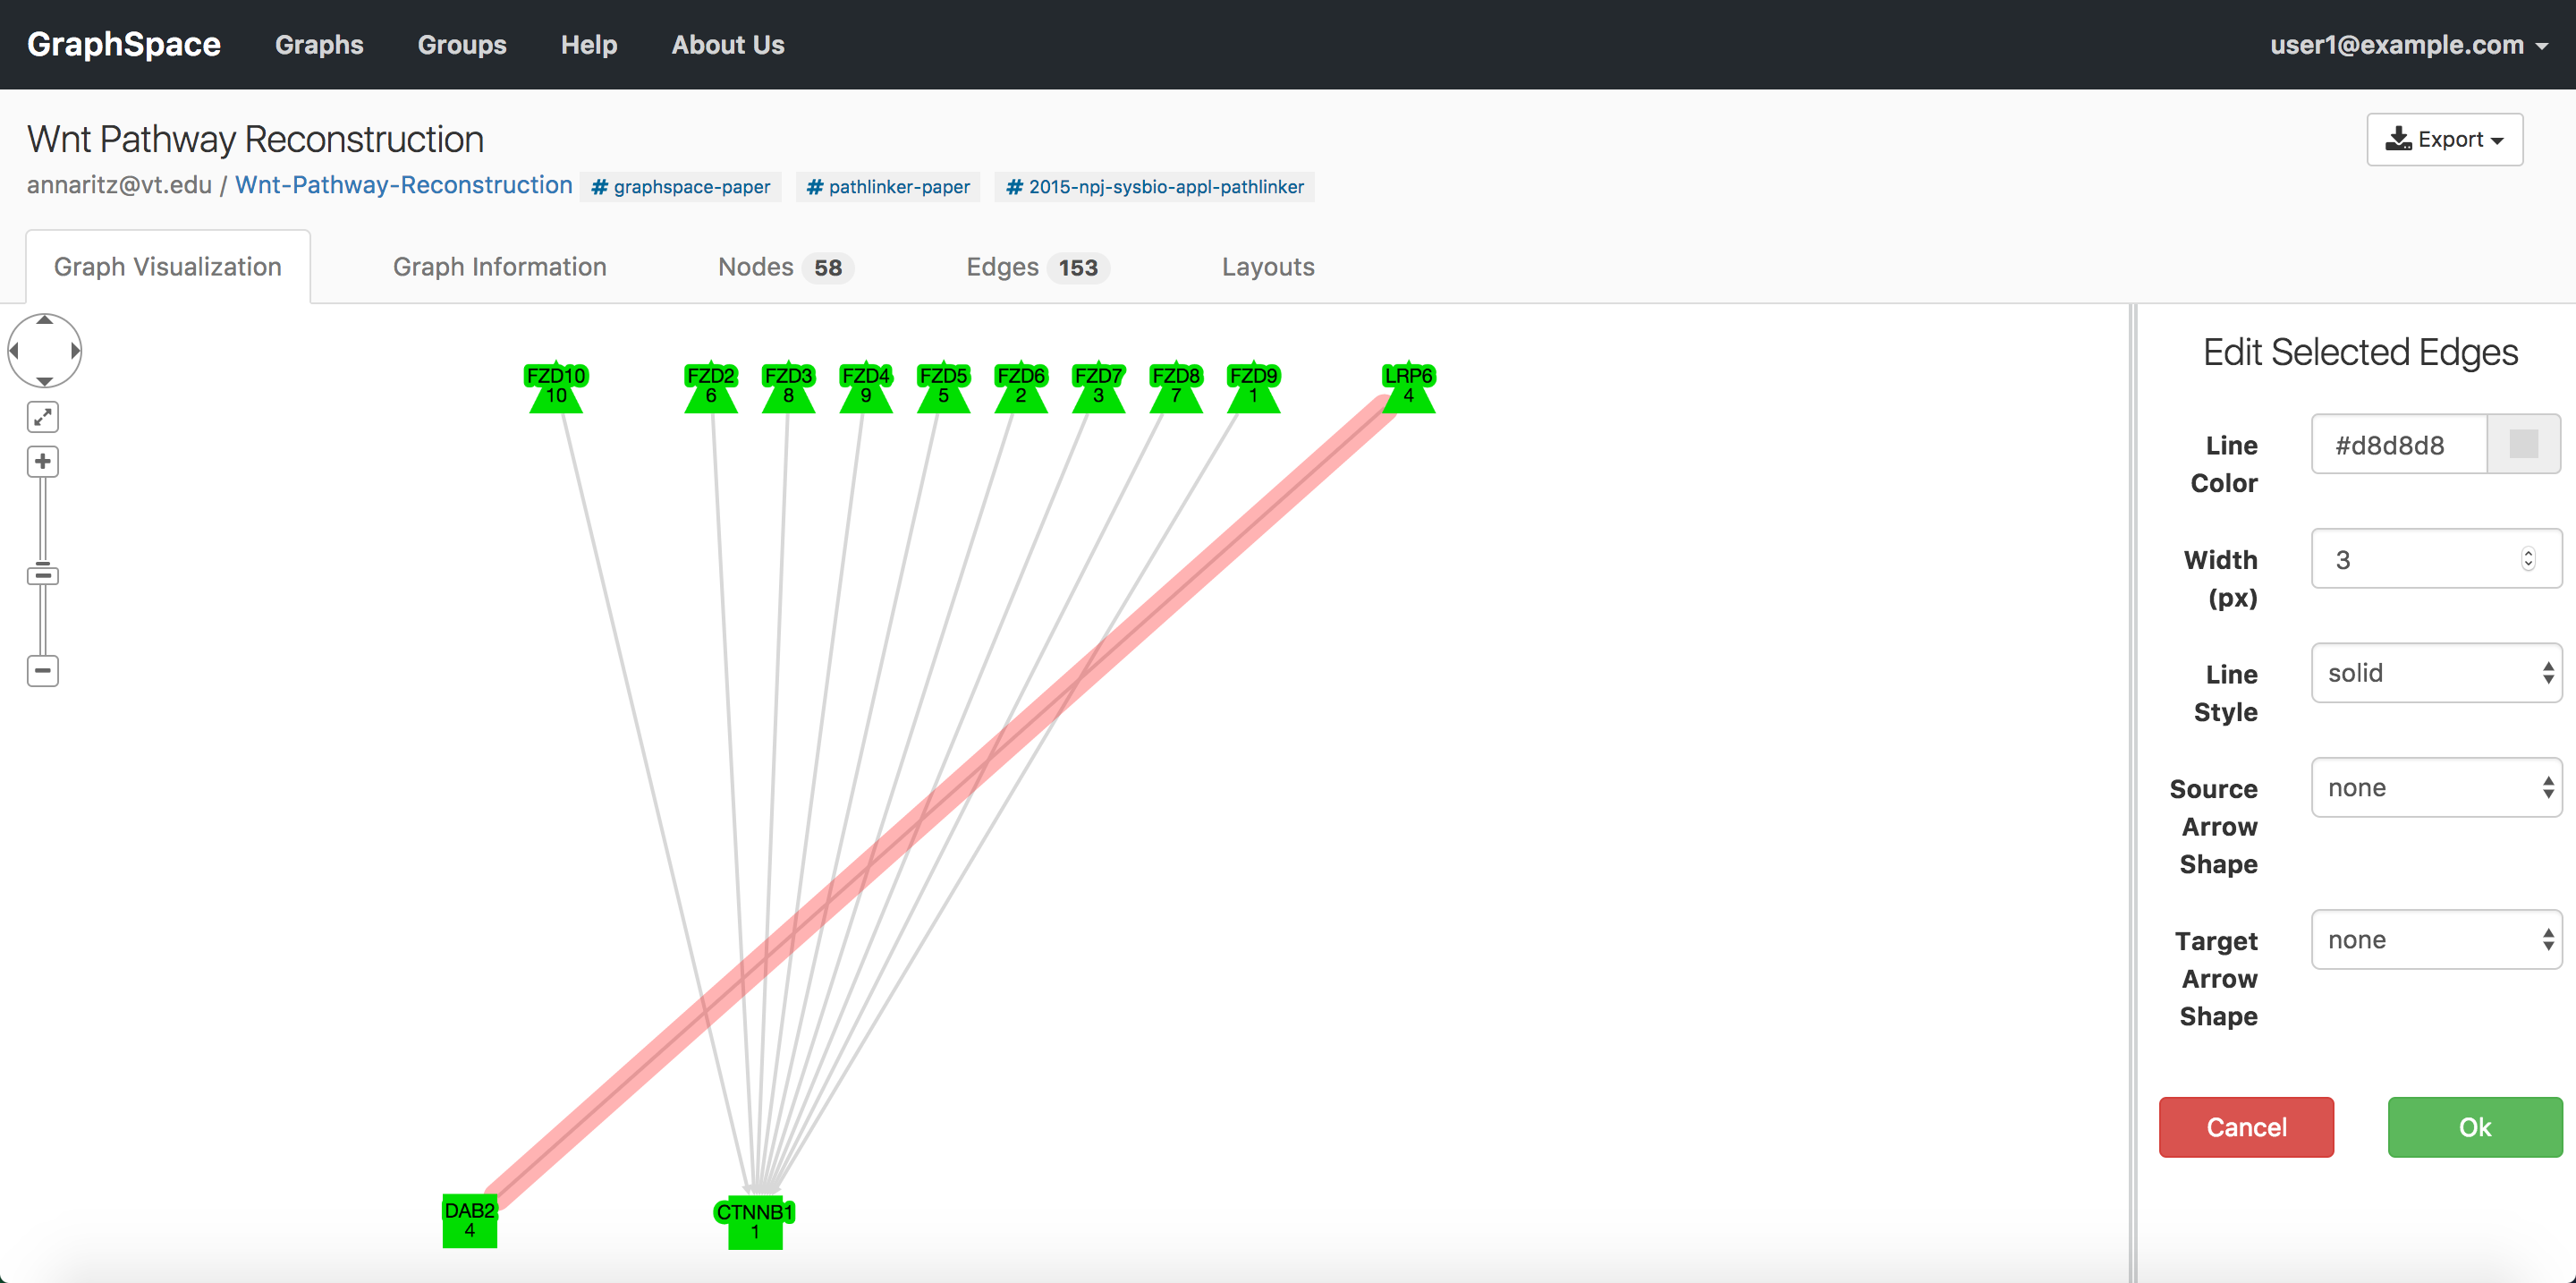 GraphSpace Graphs Groups Help About Us user1@example.com
Wnt Pathway Reconstruction
Export
annaritz@vt.edu / Wnt-Pathway-Reconstruction # graphspace-paper # pathlinker-paper # 2015-npj-sysbio-appl-pathlinker
Graph Visualization Graph Information Nodes 58 Edges 153 Layouts
FZD10 FZD2 FZD3 FZD4 FZD5 FZD6 FZD7 FZD8 FZD9 LRP6
10 6 8 9 5 2 3 7 1 4
DAB2
4
CTNNB1
1
Edit Selected Edges
Line
Color
#d8d8d8
Width
(px)
3
Line
Style
solid
Source
Arrow
Shape
none
Target
Arrow
Shape
none
Cancel Ok